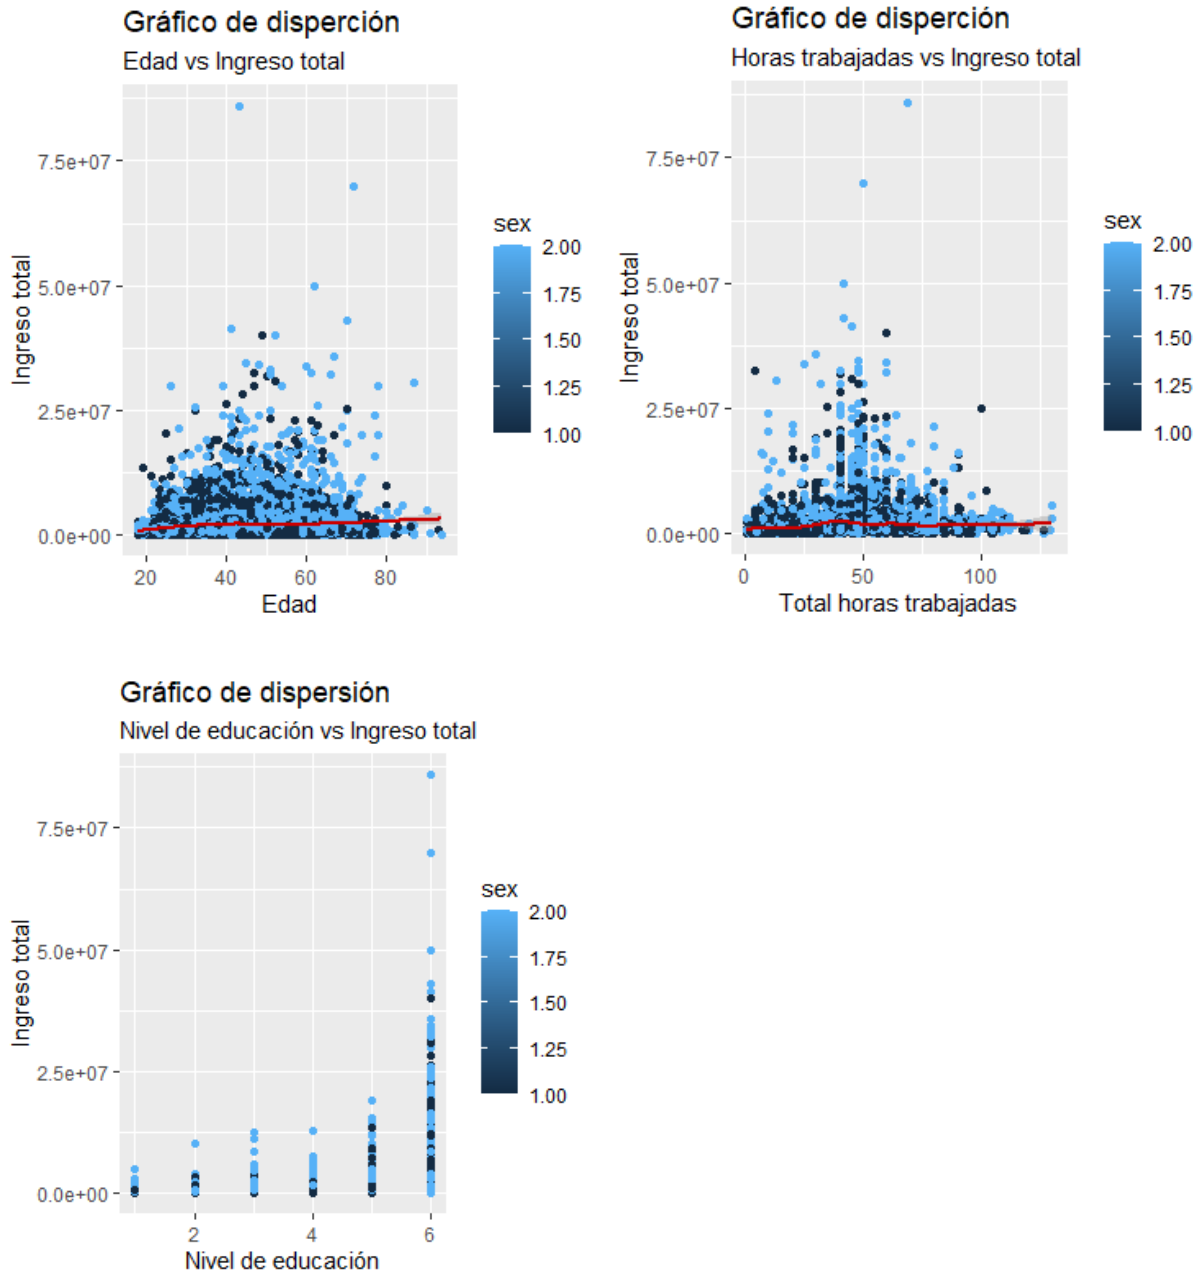 Gráfico de disperción
Edad vs Ingreso total
7.5e+07
5.0e+07
2.5e+07
0.0e+00
Ingreso total
20 40 60 80
Edad
sex
2.00
1.75
1.50
1.25
1.00
Gráfico de disperción
Horas trabajadas vs Ingreso total
7.5e+07
5.0e+07
2.5e+07
0.0e+00
Ingreso total
0 50 100
Total horas trabajadas
sex
2.00
1.75
1.50
1.25
1.00
Gráfico de dispersión
Nivel de educación vs Ingreso total
7.5e+07
5.0e+07
2.5e+07
0.0e+00
Ingreso total
2 4 6
Nivel de educación
sex
2.00
1.75
1.50
1.25
1.00